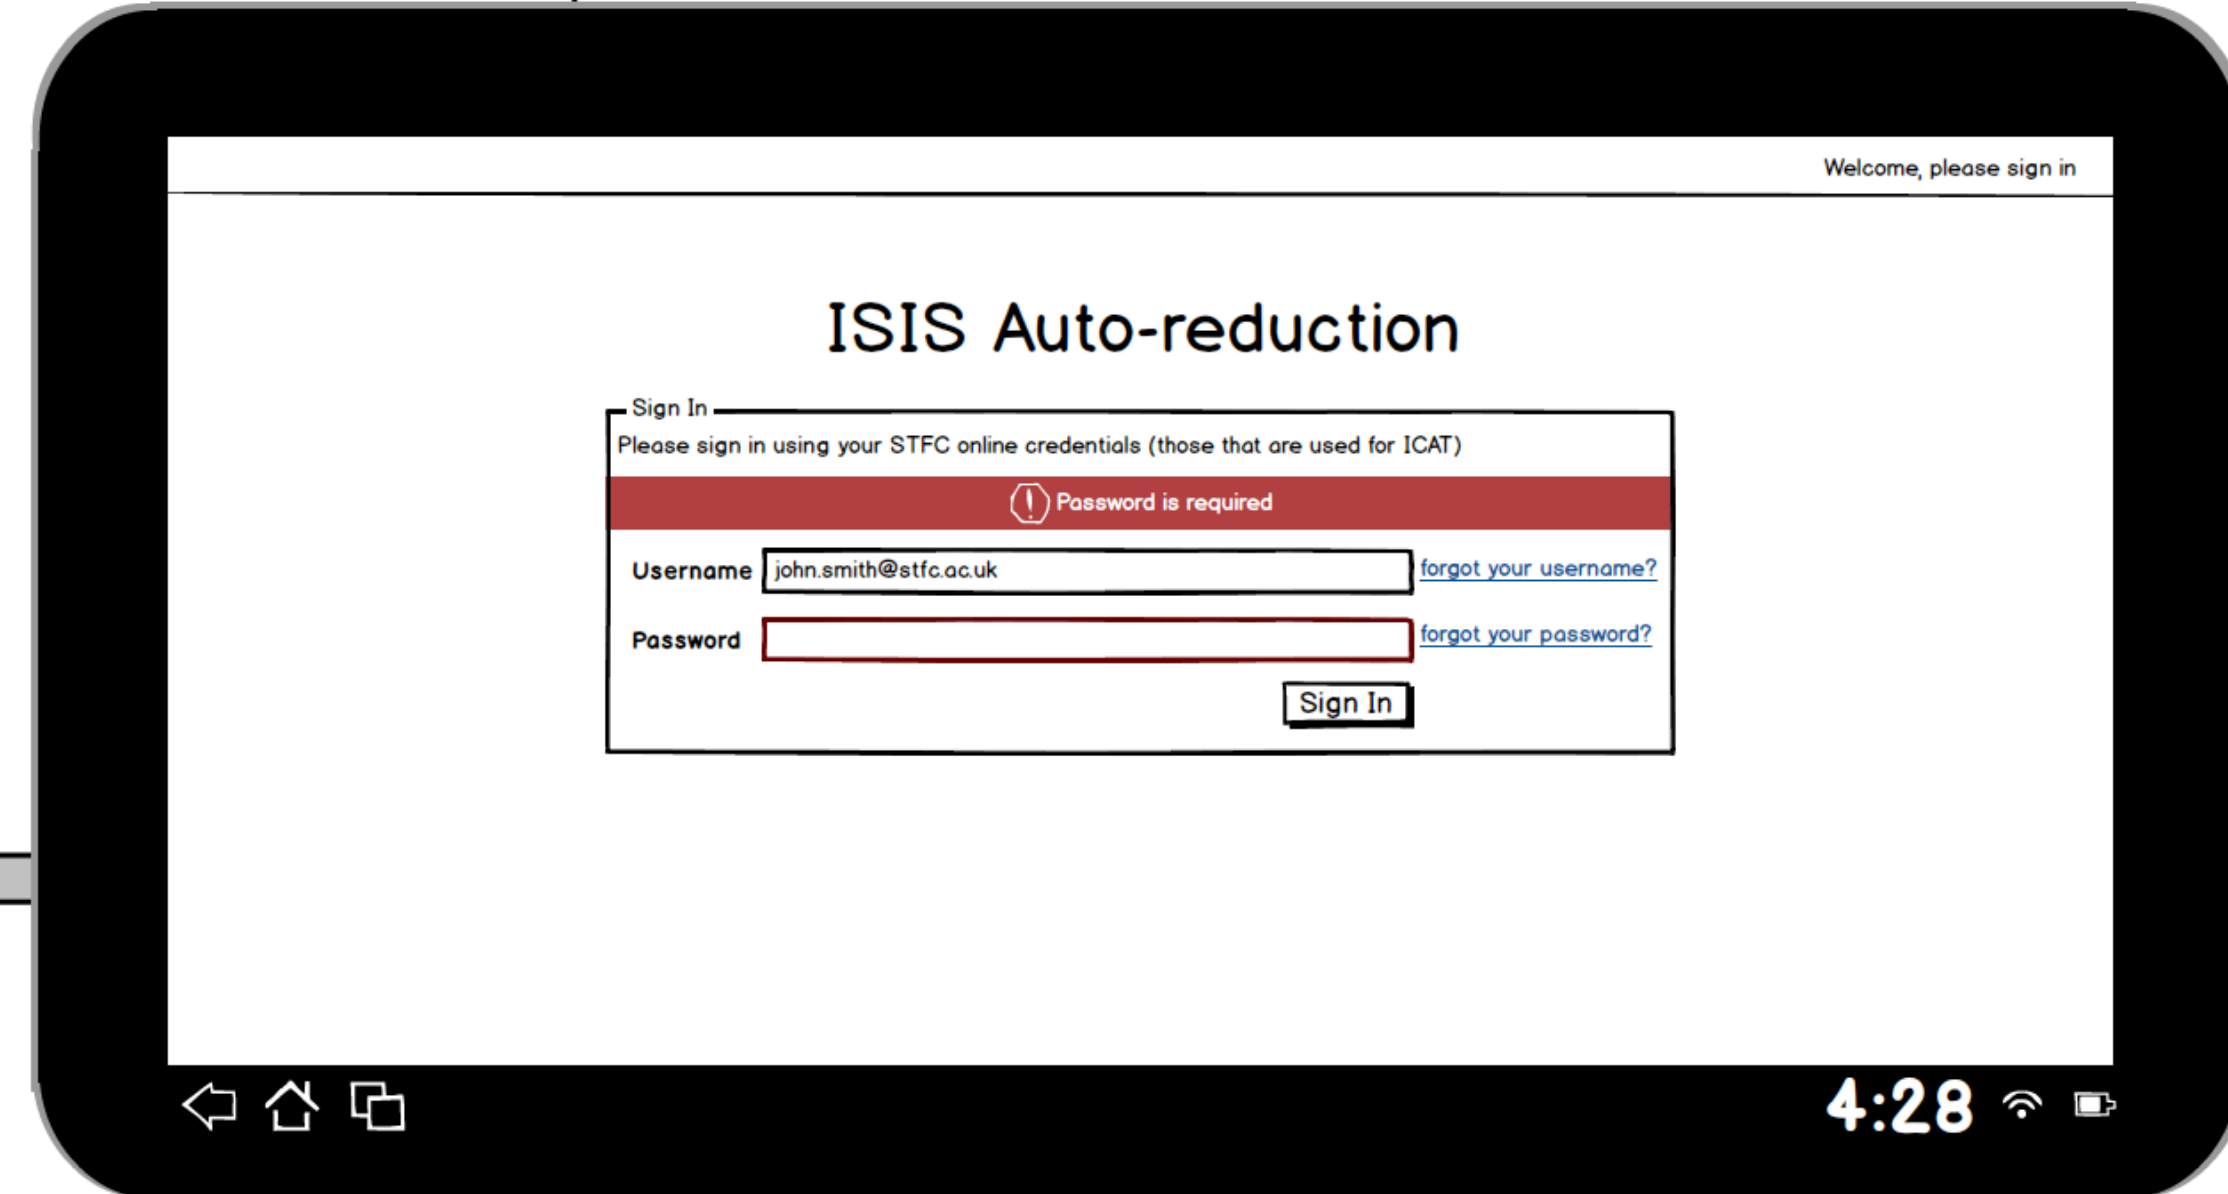 Welcome, please sign in
ISIS Auto-reduction
Sign In
Please sign in using your STFC online credentials (those that are used for ICAT)
Password is required
Username john.smith@stfc.ac.uk forgot your username?
Password forgot your password?
Sign In
4:28